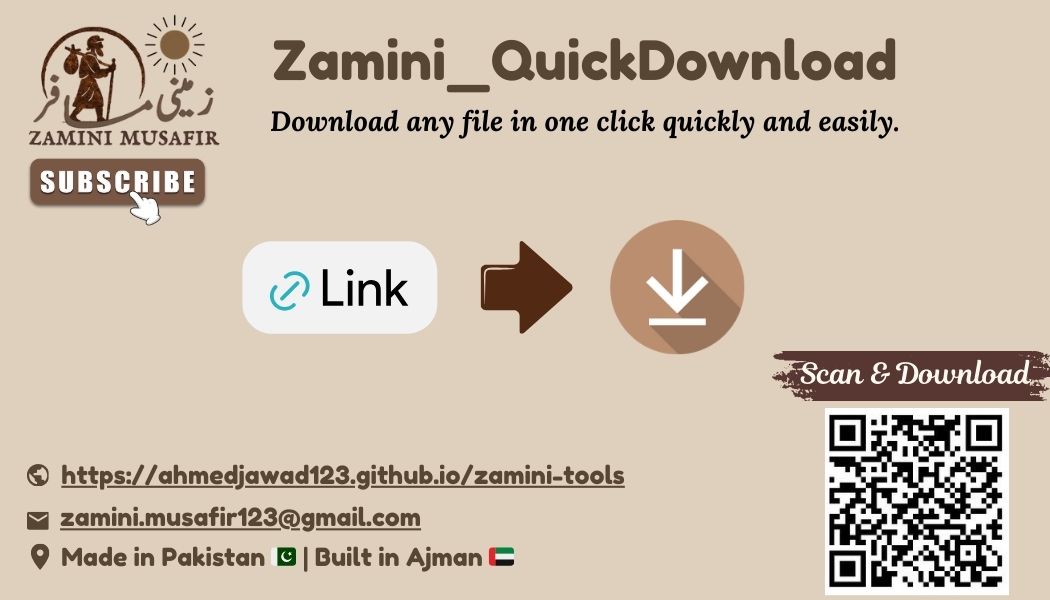 زمینی مسافر
ZAMINI MUSAFIR
SUBSCRIBE
Zamini_QuickDownload
Download any file in one click quickly and easily.
Link
Scan & Download
https://ahmedjawad123.github.io/zamini-tools
zamini.musafir123@gmail.com
Made in Pakistan 🇵🇰 | Built in Ajman 🇦🇪